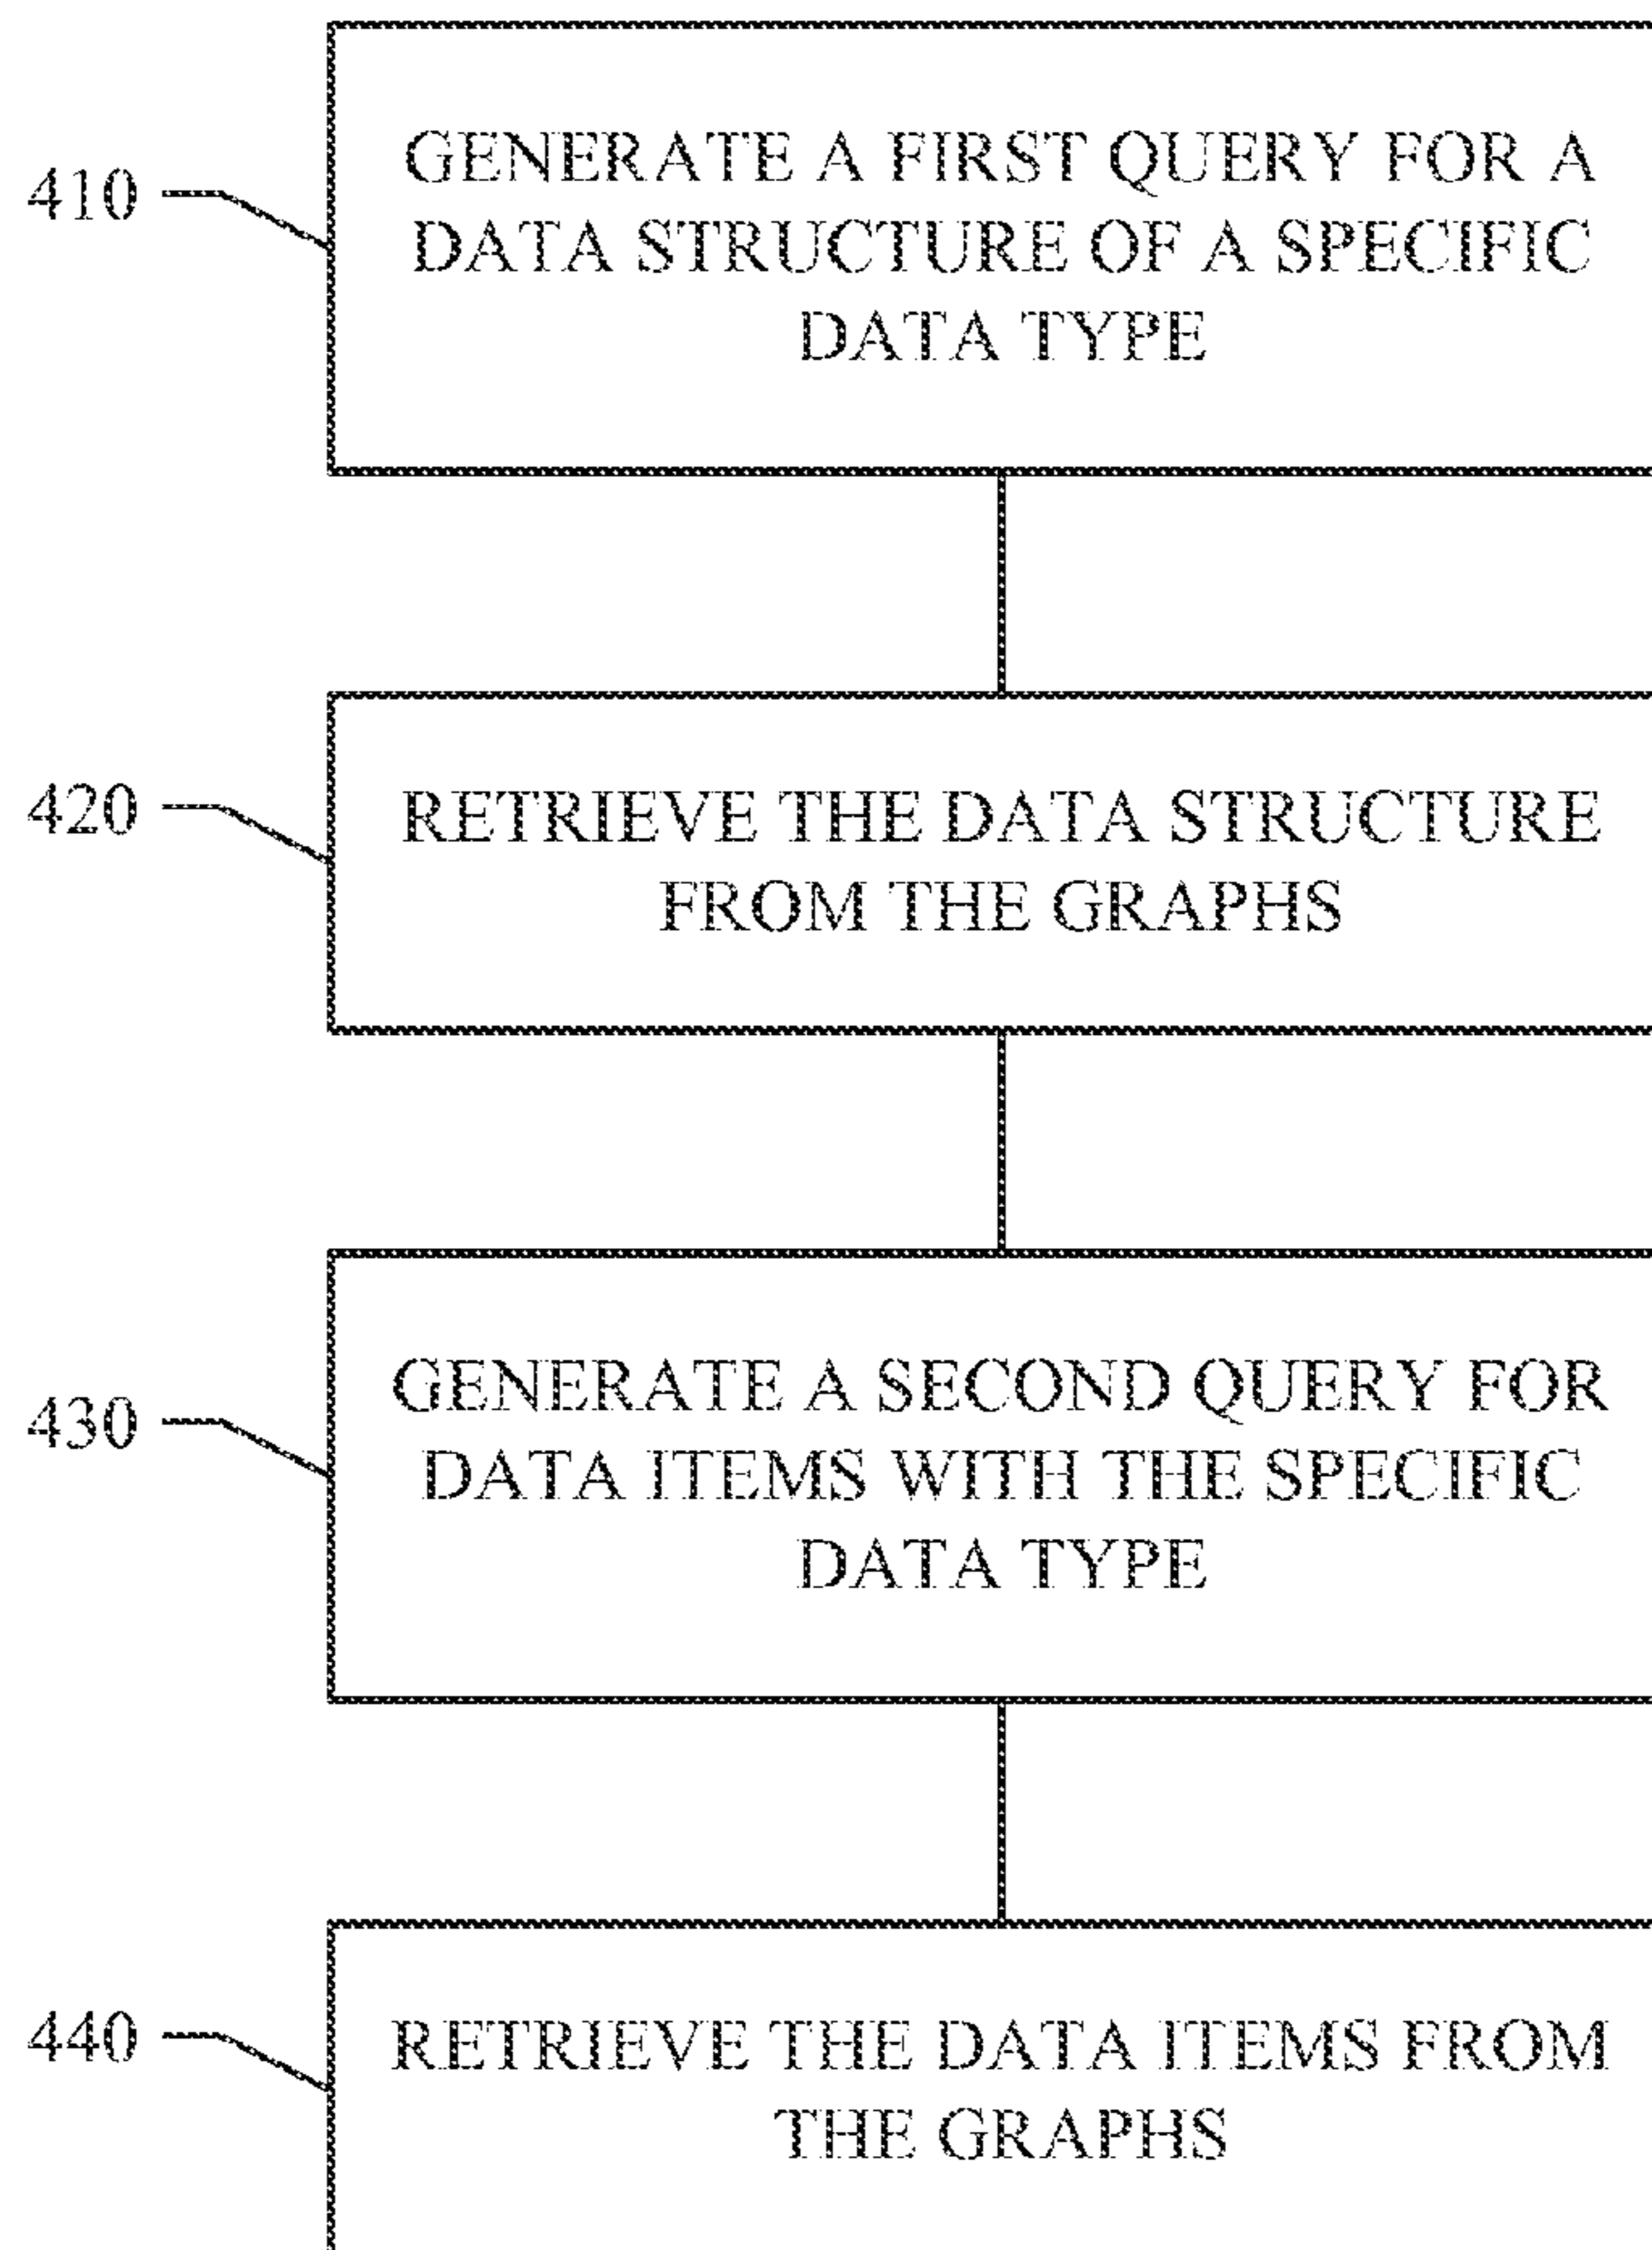 410
GENERATE A FIRST QUERY FOR A
DATA STRUCTURE OF A SPECIFIC
DATA TYPE
420
RETRIEVE THE DATA STRUCTURE
FROM THE GRAPHS
430
GENERATE A SECOND QUERY FOR
DATA ITEMS WITH THE SPECIFIC
DATA TYPE
440
RETRIEVE THE DATA ITEMS FROM
THE GRAPHS